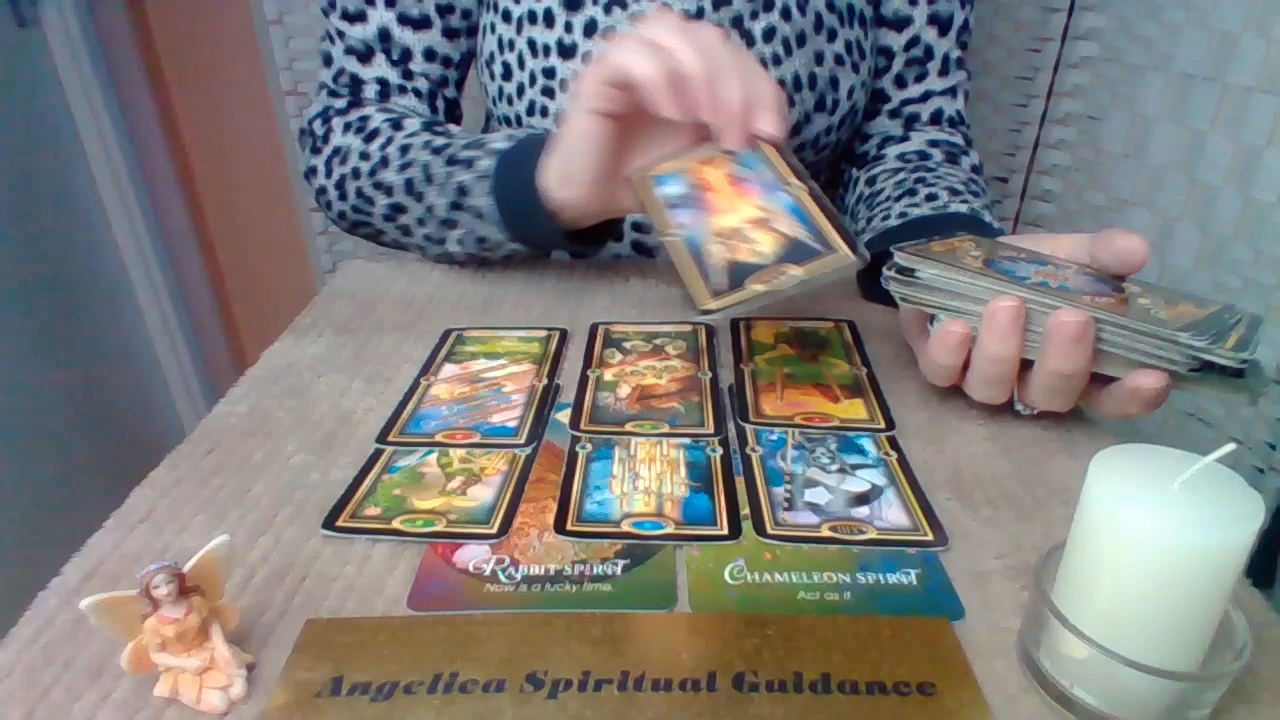 RABBIT SPIRIT
Now is a lucky time.
CHAMELEON SPIRIT
Act as if
Angelica Spiritual Guidance